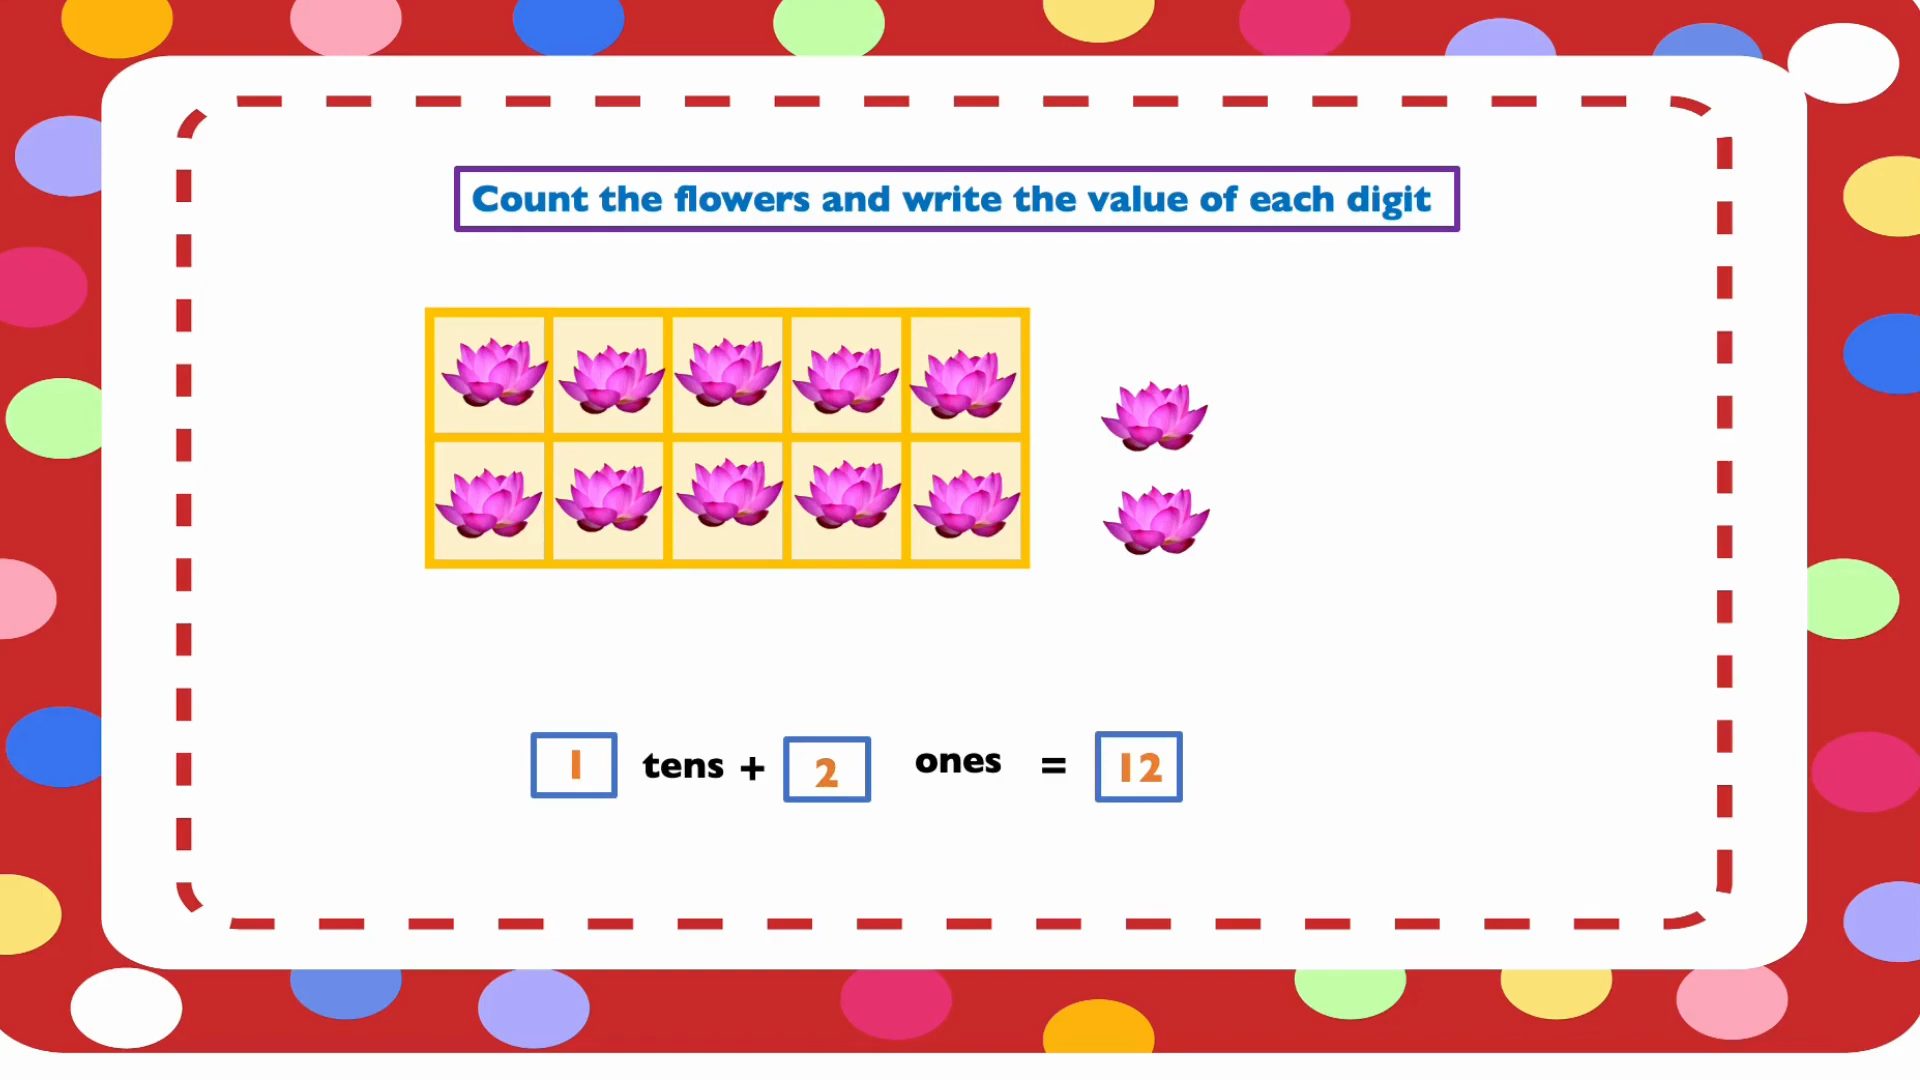 Count the flowers and write the value of each digit
1 tens + 2 ones = 12